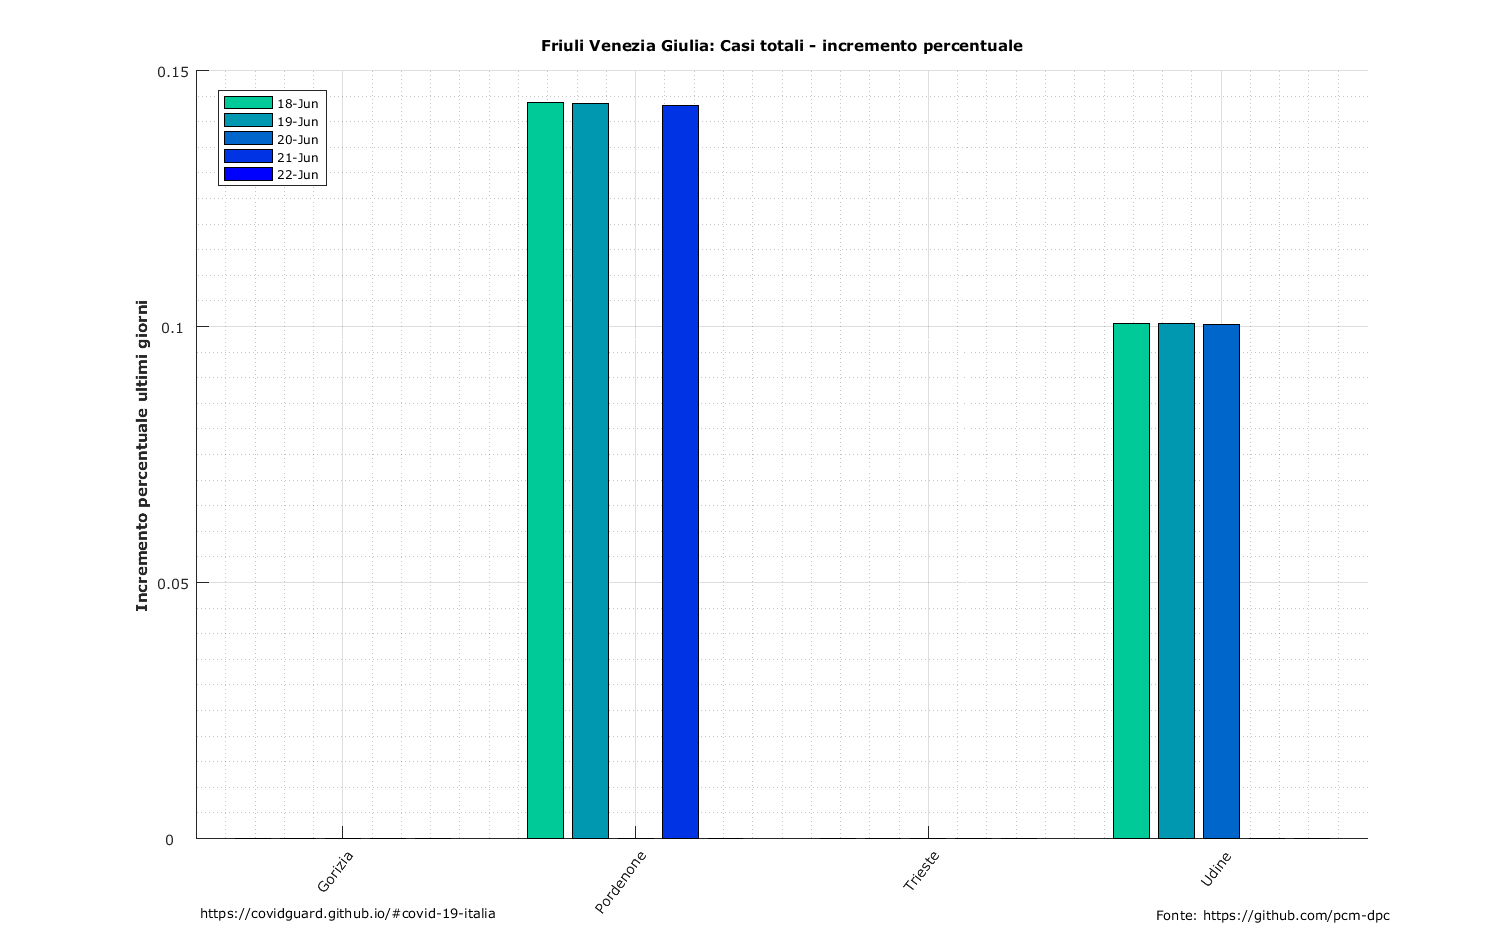 Friuli Venezia Giulia: Casi totali - incremento percentuale
0.15
0.1
0.05
0
Incremento percentuale ultimi giorni
18-Jun
19-Jun
20-Jun
21-Jun
22-Jun
Gorizia
Pordenone
Trieste
Udine
https://covidguard.github.io/#covid-19-italia
Fonte: https://github.com/pcm-dpc